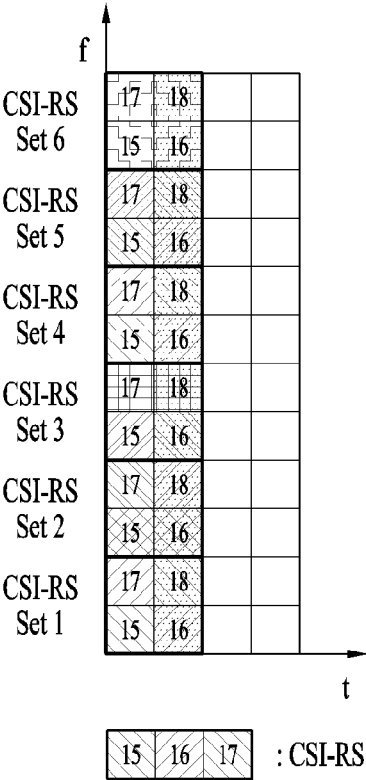 f
CSI-RS 17 18
Set 6 15 16
CSI-RS 17 18
Set 5 15 16
CSI-RS 17 18
Set 4 15 16
CSI-RS 17 18
Set 3 15 16
CSI-RS 17 18
Set 2 15 16
CSI-RS 17 18
Set 1 15 16
t
15 16 17 : CSI-RS